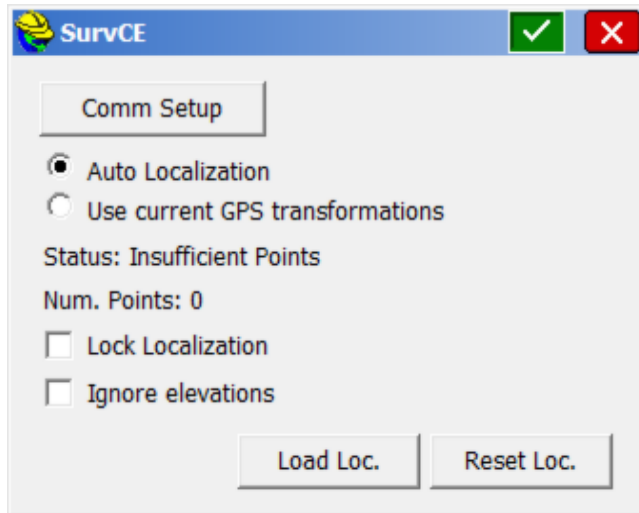 SurvCE
Comm Setup
Auto Localization
Use current GPS transformations
Status: Insufficient Points
Num. Points: 0
Lock Localization
Ignore elevations
Load Loc. Reset Loc.